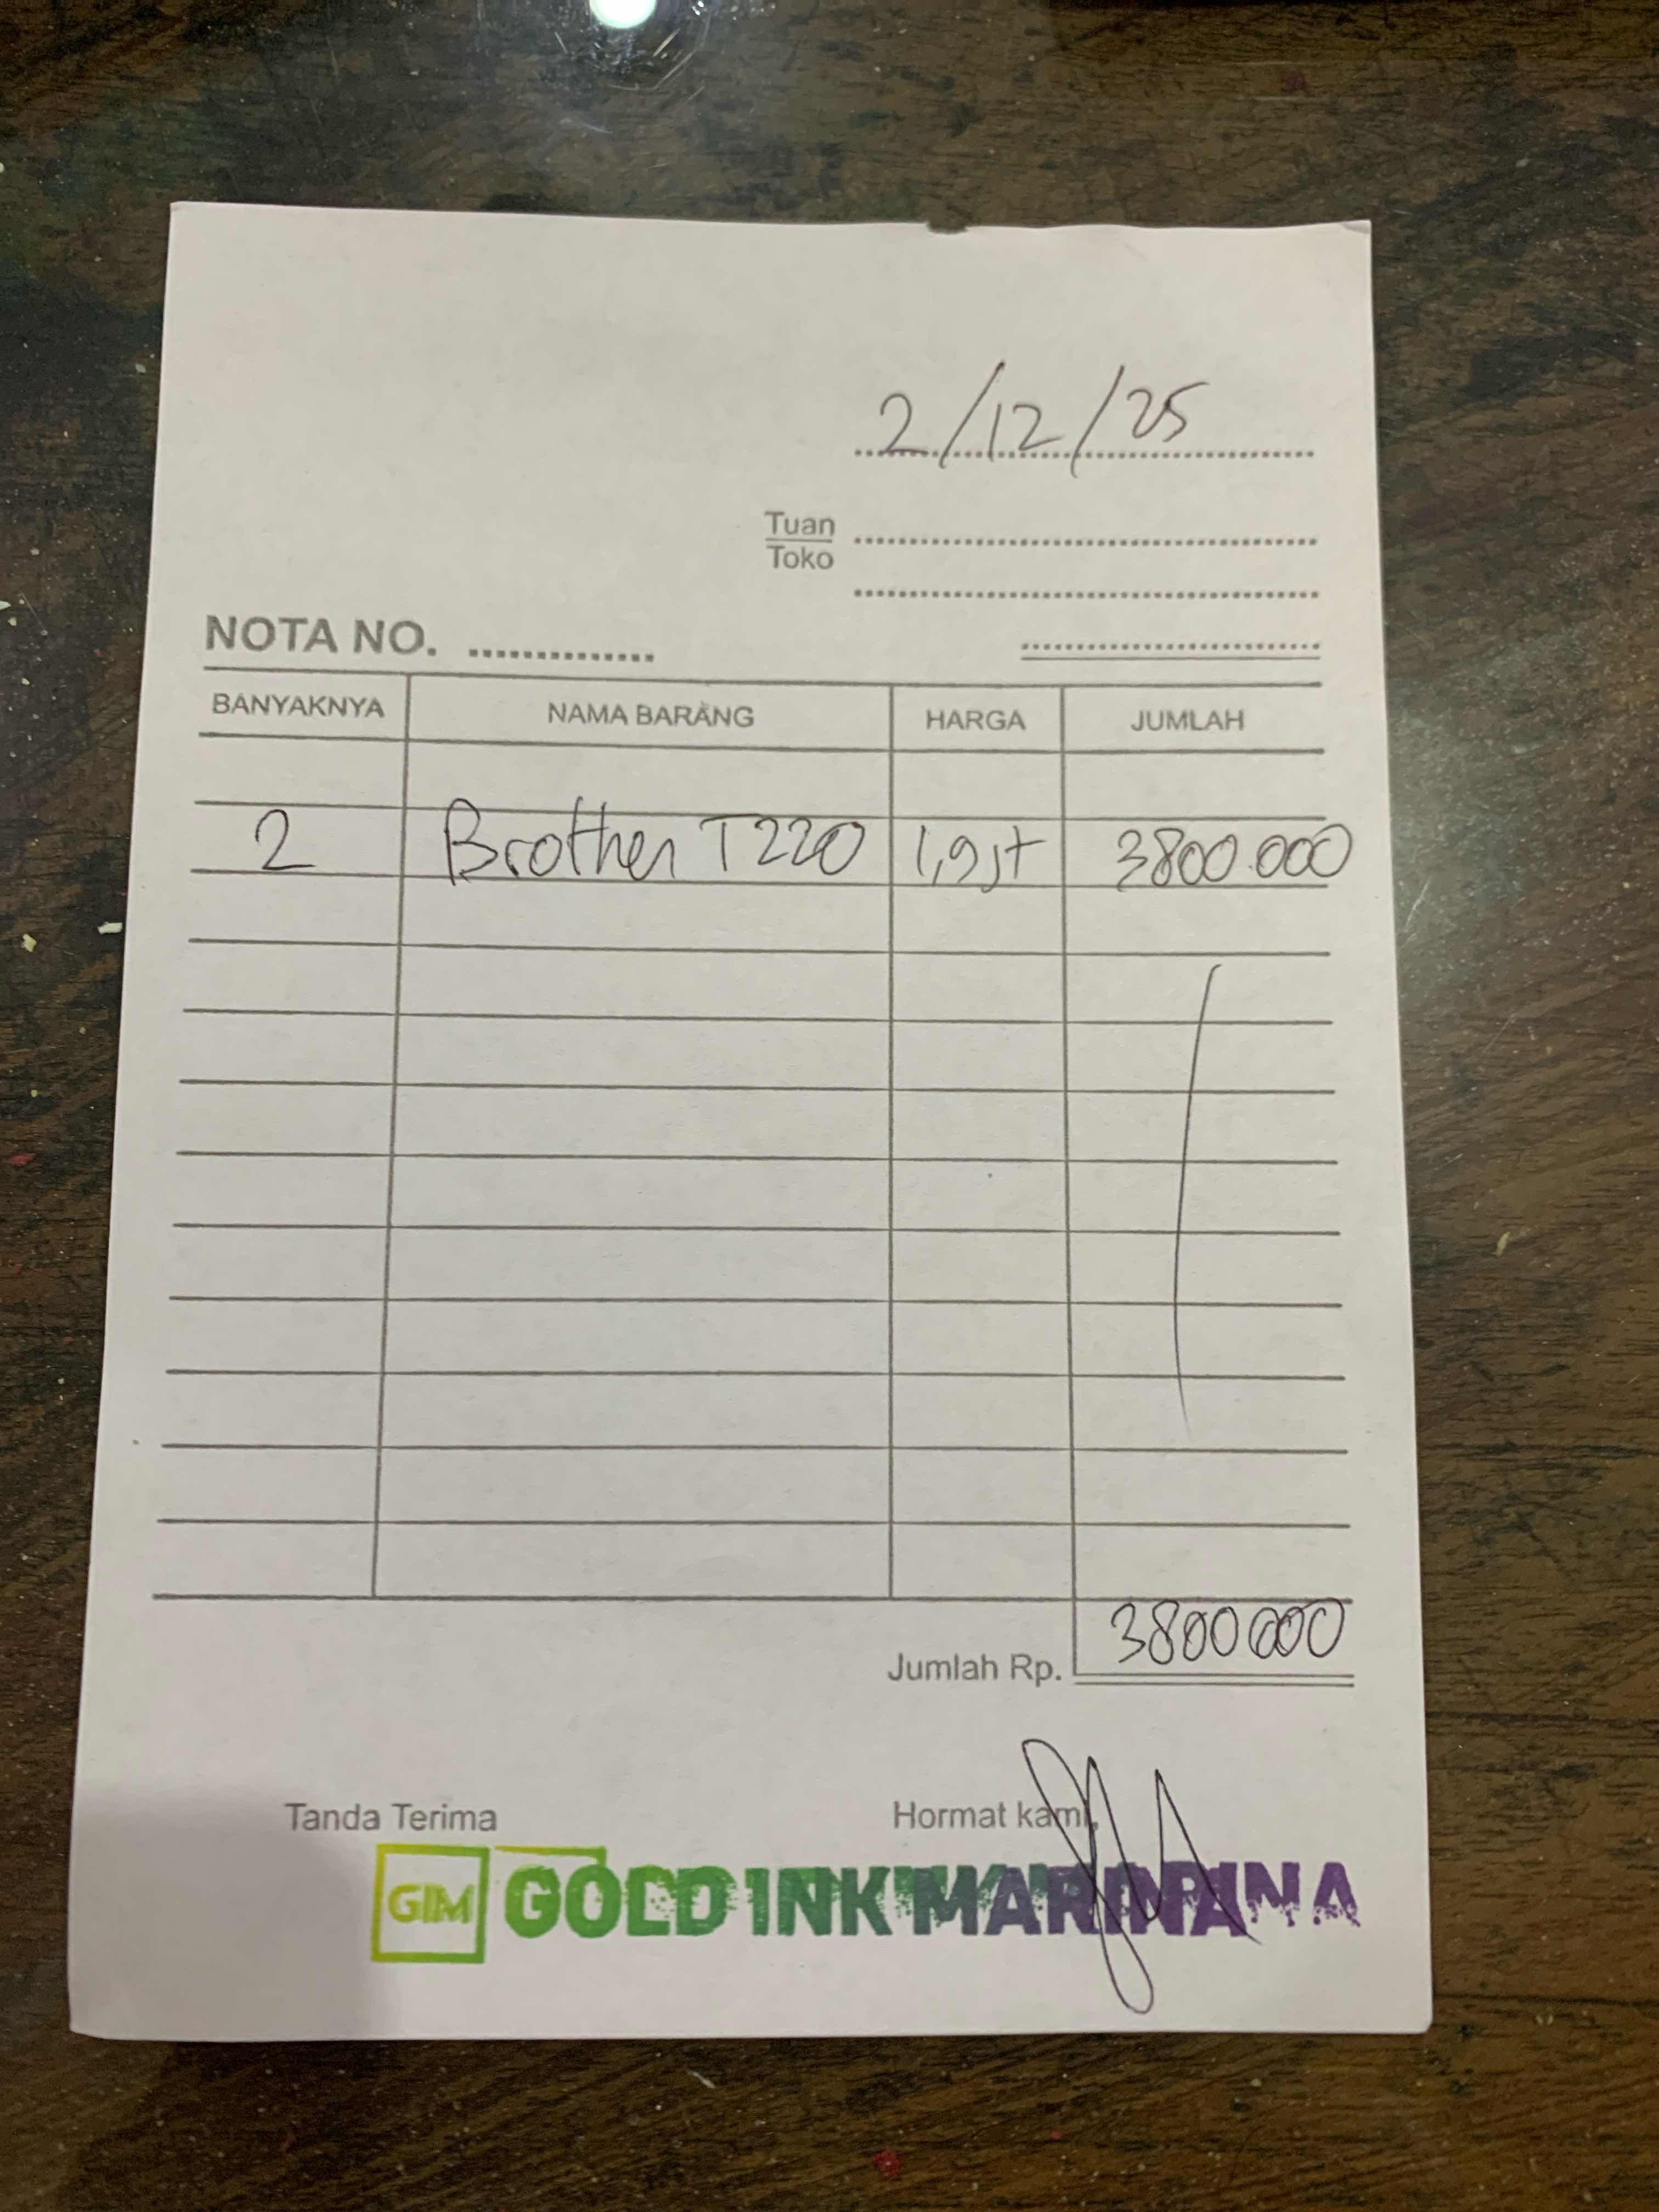 2/12/25
Tuan
Toko
NOTA NO.
BANYAKNYA NAMA BARANG HARGA JUMLAH
2 Brother T220 1,9jt 3800.000
Jumlah Rp. 3800000
Tanda Terima Hormat kami,
GIM GOLD INK MARINA